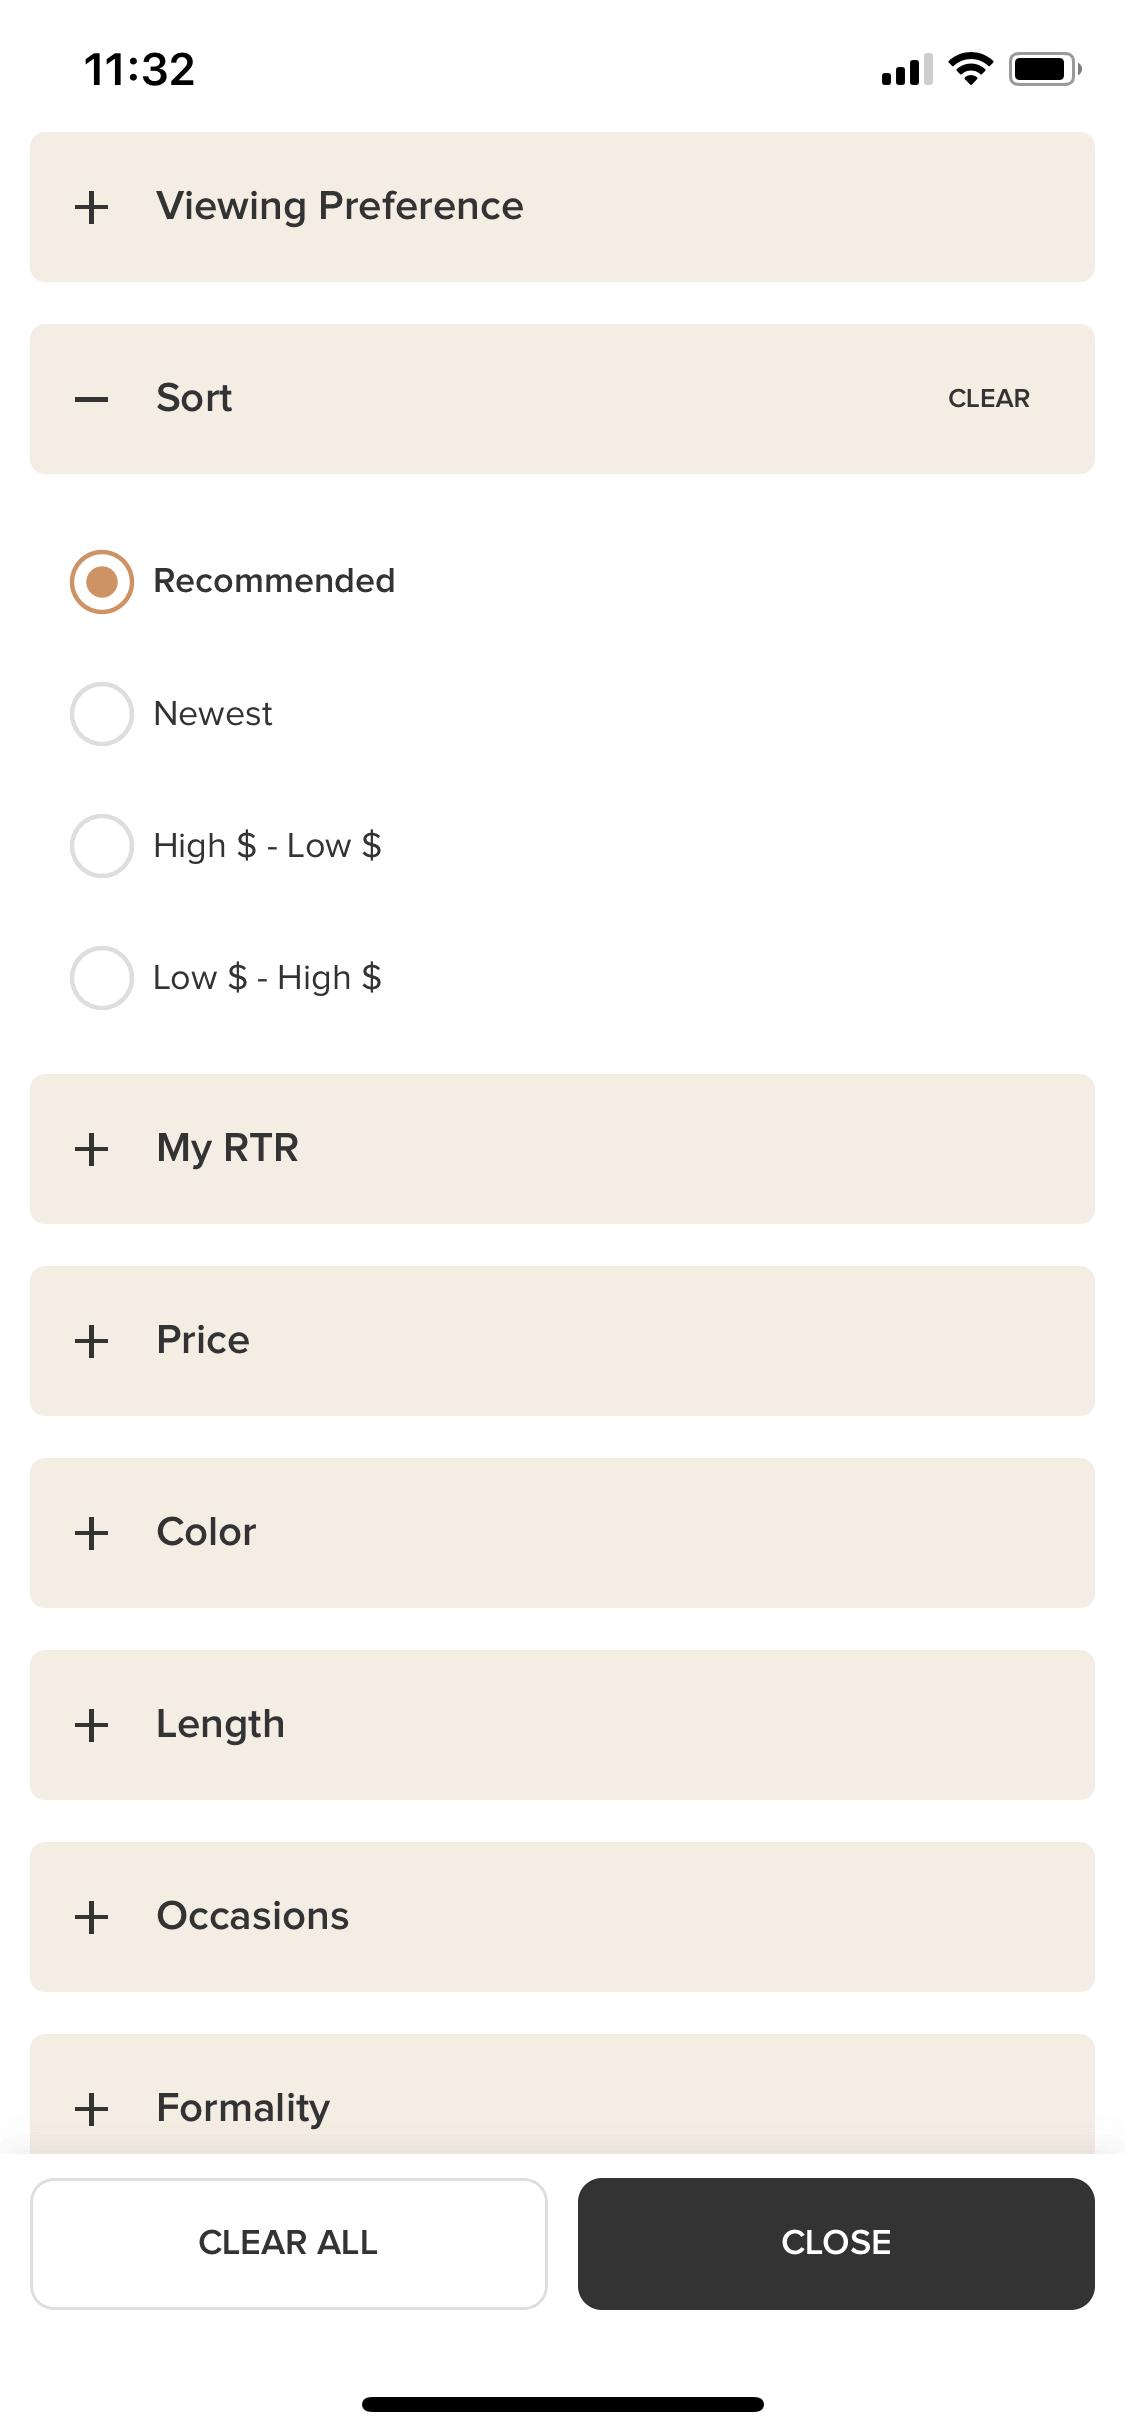 11:32
Viewing Preference
Sort
CLEAR
Recommended
Newest
High $ - Low $
Low $ - High $
My RTR
Price
Color
Length
Occasions
Formality
CLEAR ALL
CLOSE